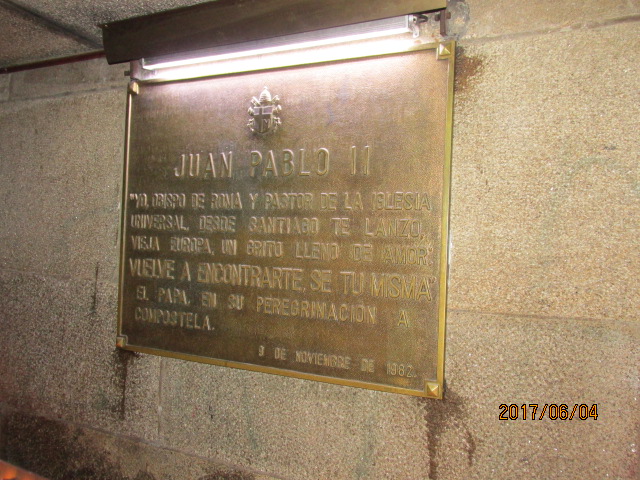 JUAN PABLO II
"YO, OBISPO DE ROMA Y PASTOR DE LA IGLESIA
UNIVERSAL, DESDE SANTIAGO TE LANZO,
VIEJA EUROPA, UN GRITO LLENO DE AMOR:
VUELVE A ENCONTRARTE, SE TU MISMA"
EL PAPA, EN SU PEREGRINACION A
COMPOSTELA.
9 DE NOVIEMBRE DE 1982
2017/06/04